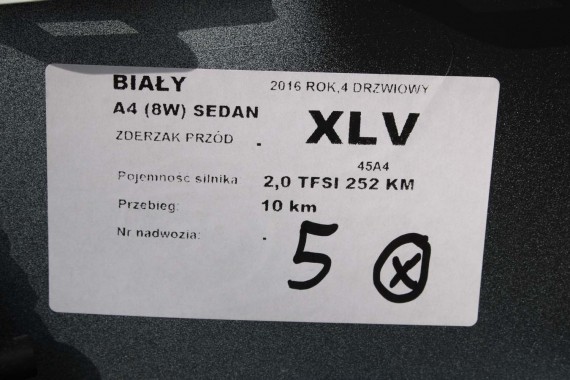 BIAŁY 2016 ROK,4 DRZWIOWY
A4 (8W) SEDAN XLV
ZDERZAK PRZÓD .
45A4
Pojemność silnika 2,0 TFSI 252 KM
Przebieg: 10 km
Nr nadwozia: .
5 X